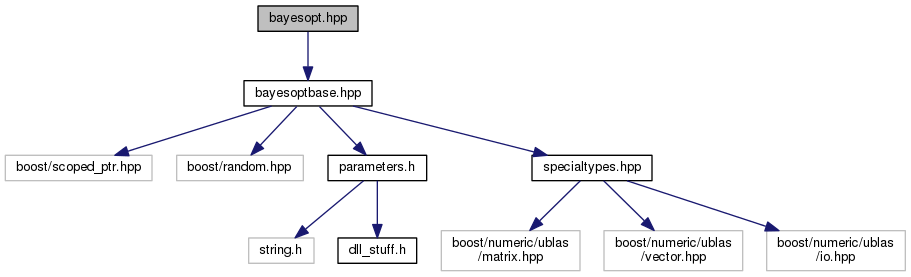 bayesopt.hpp
bayesoptbase.hpp
boost/scoped_ptr.hpp
boost/random.hpp
parameters.h
specialtypes.hpp
string.h
dll_stuff.h
boost/numeric/ublas
/matrix.hpp
boost/numeric/ublas
/vector.hpp
boost/numeric/ublas
/io.hpp